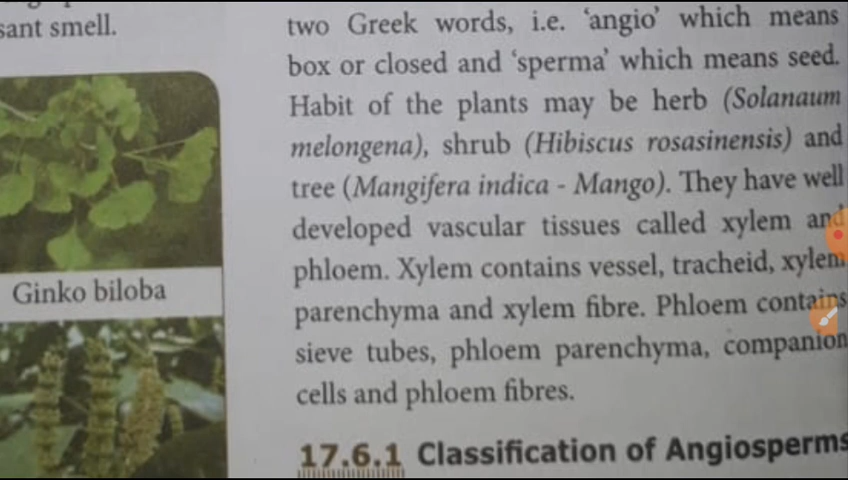 sant smell.
Ginko biloba
two Greek words, i.e. ‘angio’ which means
box or closed and ‘sperma’ which means seed.
Habit of the plants may be herb (Solanaum
melongena), shrub (Hibiscus rosasinensis) and
tree (Mangifera indica - Mango). They have well
developed vascular tissues called xylem and
phloem. Xylem contains vessel, tracheid, xylem
parenchyma and xylem fibre. Phloem contains
sieve tubes, phloem parenchyma, companion
cells and phloem fibres.
17.6.1 Classification of Angiosperms